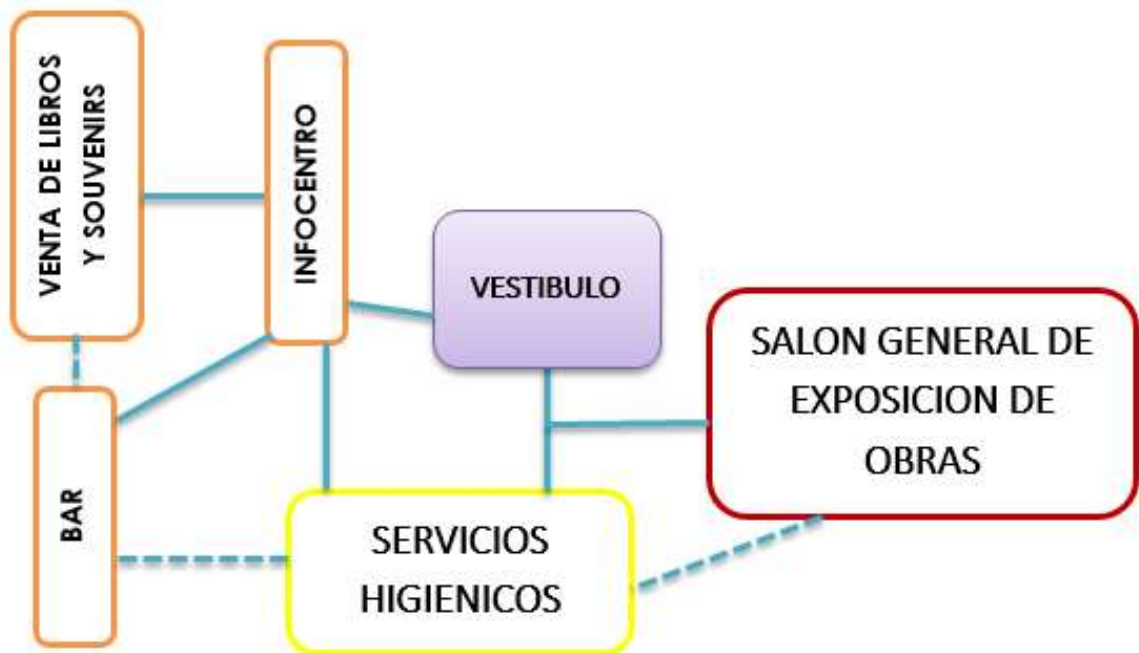 VENTA DE LIBROS
Y SOUVENIRS
INFOCENTRO
VESTIBULO
SALON GENERAL DE
EXPOSICION DE
OBRAS
BAR
SERVICIOS
HIGIENICOS